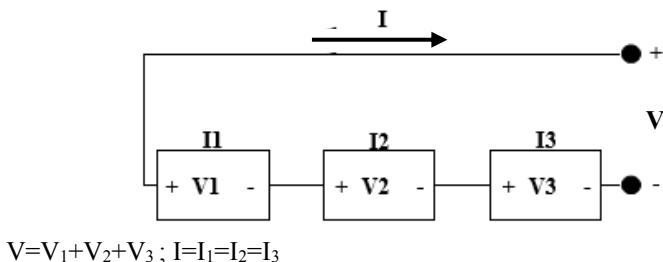 I
+
V
I1 I2 I3
+ V1 - + V2 - + V3 - -
V=V₁+V₂+V₃ ; I=I₁=I₂=I₃